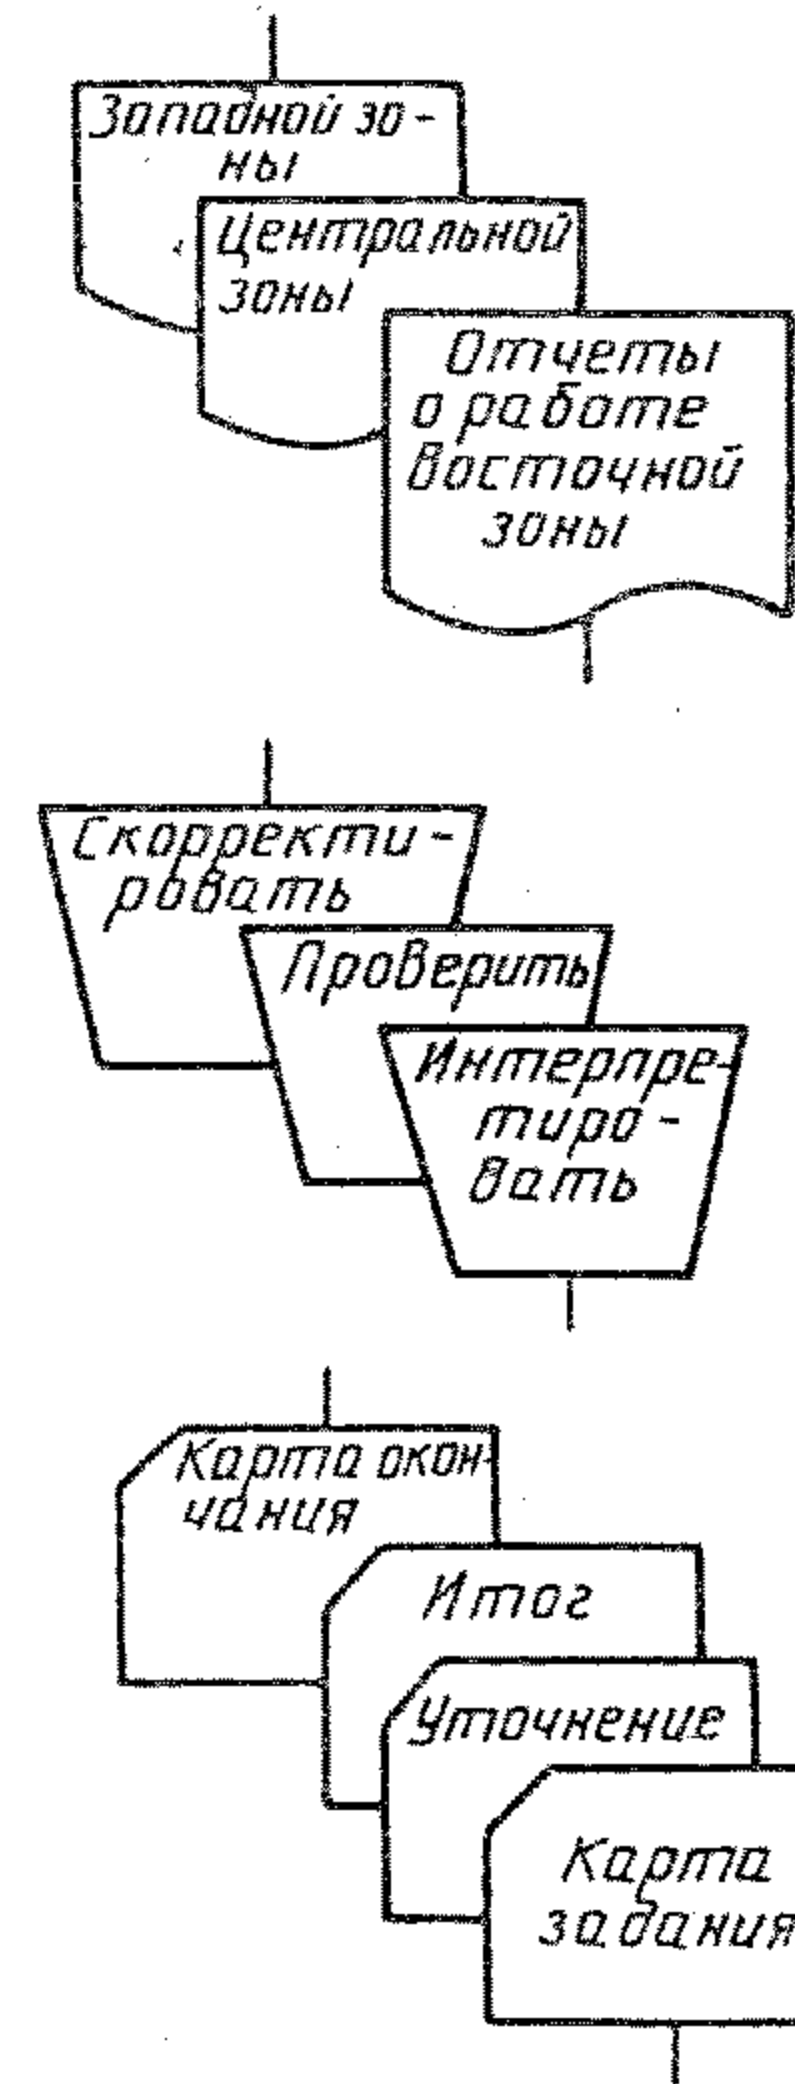 Западной зо-
ны
Центральной
зоны
Отчеты
о работе
восточной
зоны
Скорректи-
ровать
Проверить
Интерпре-
тиро-
вать
Карта окон-
чания
Итог
Уточнение
Карта
задания